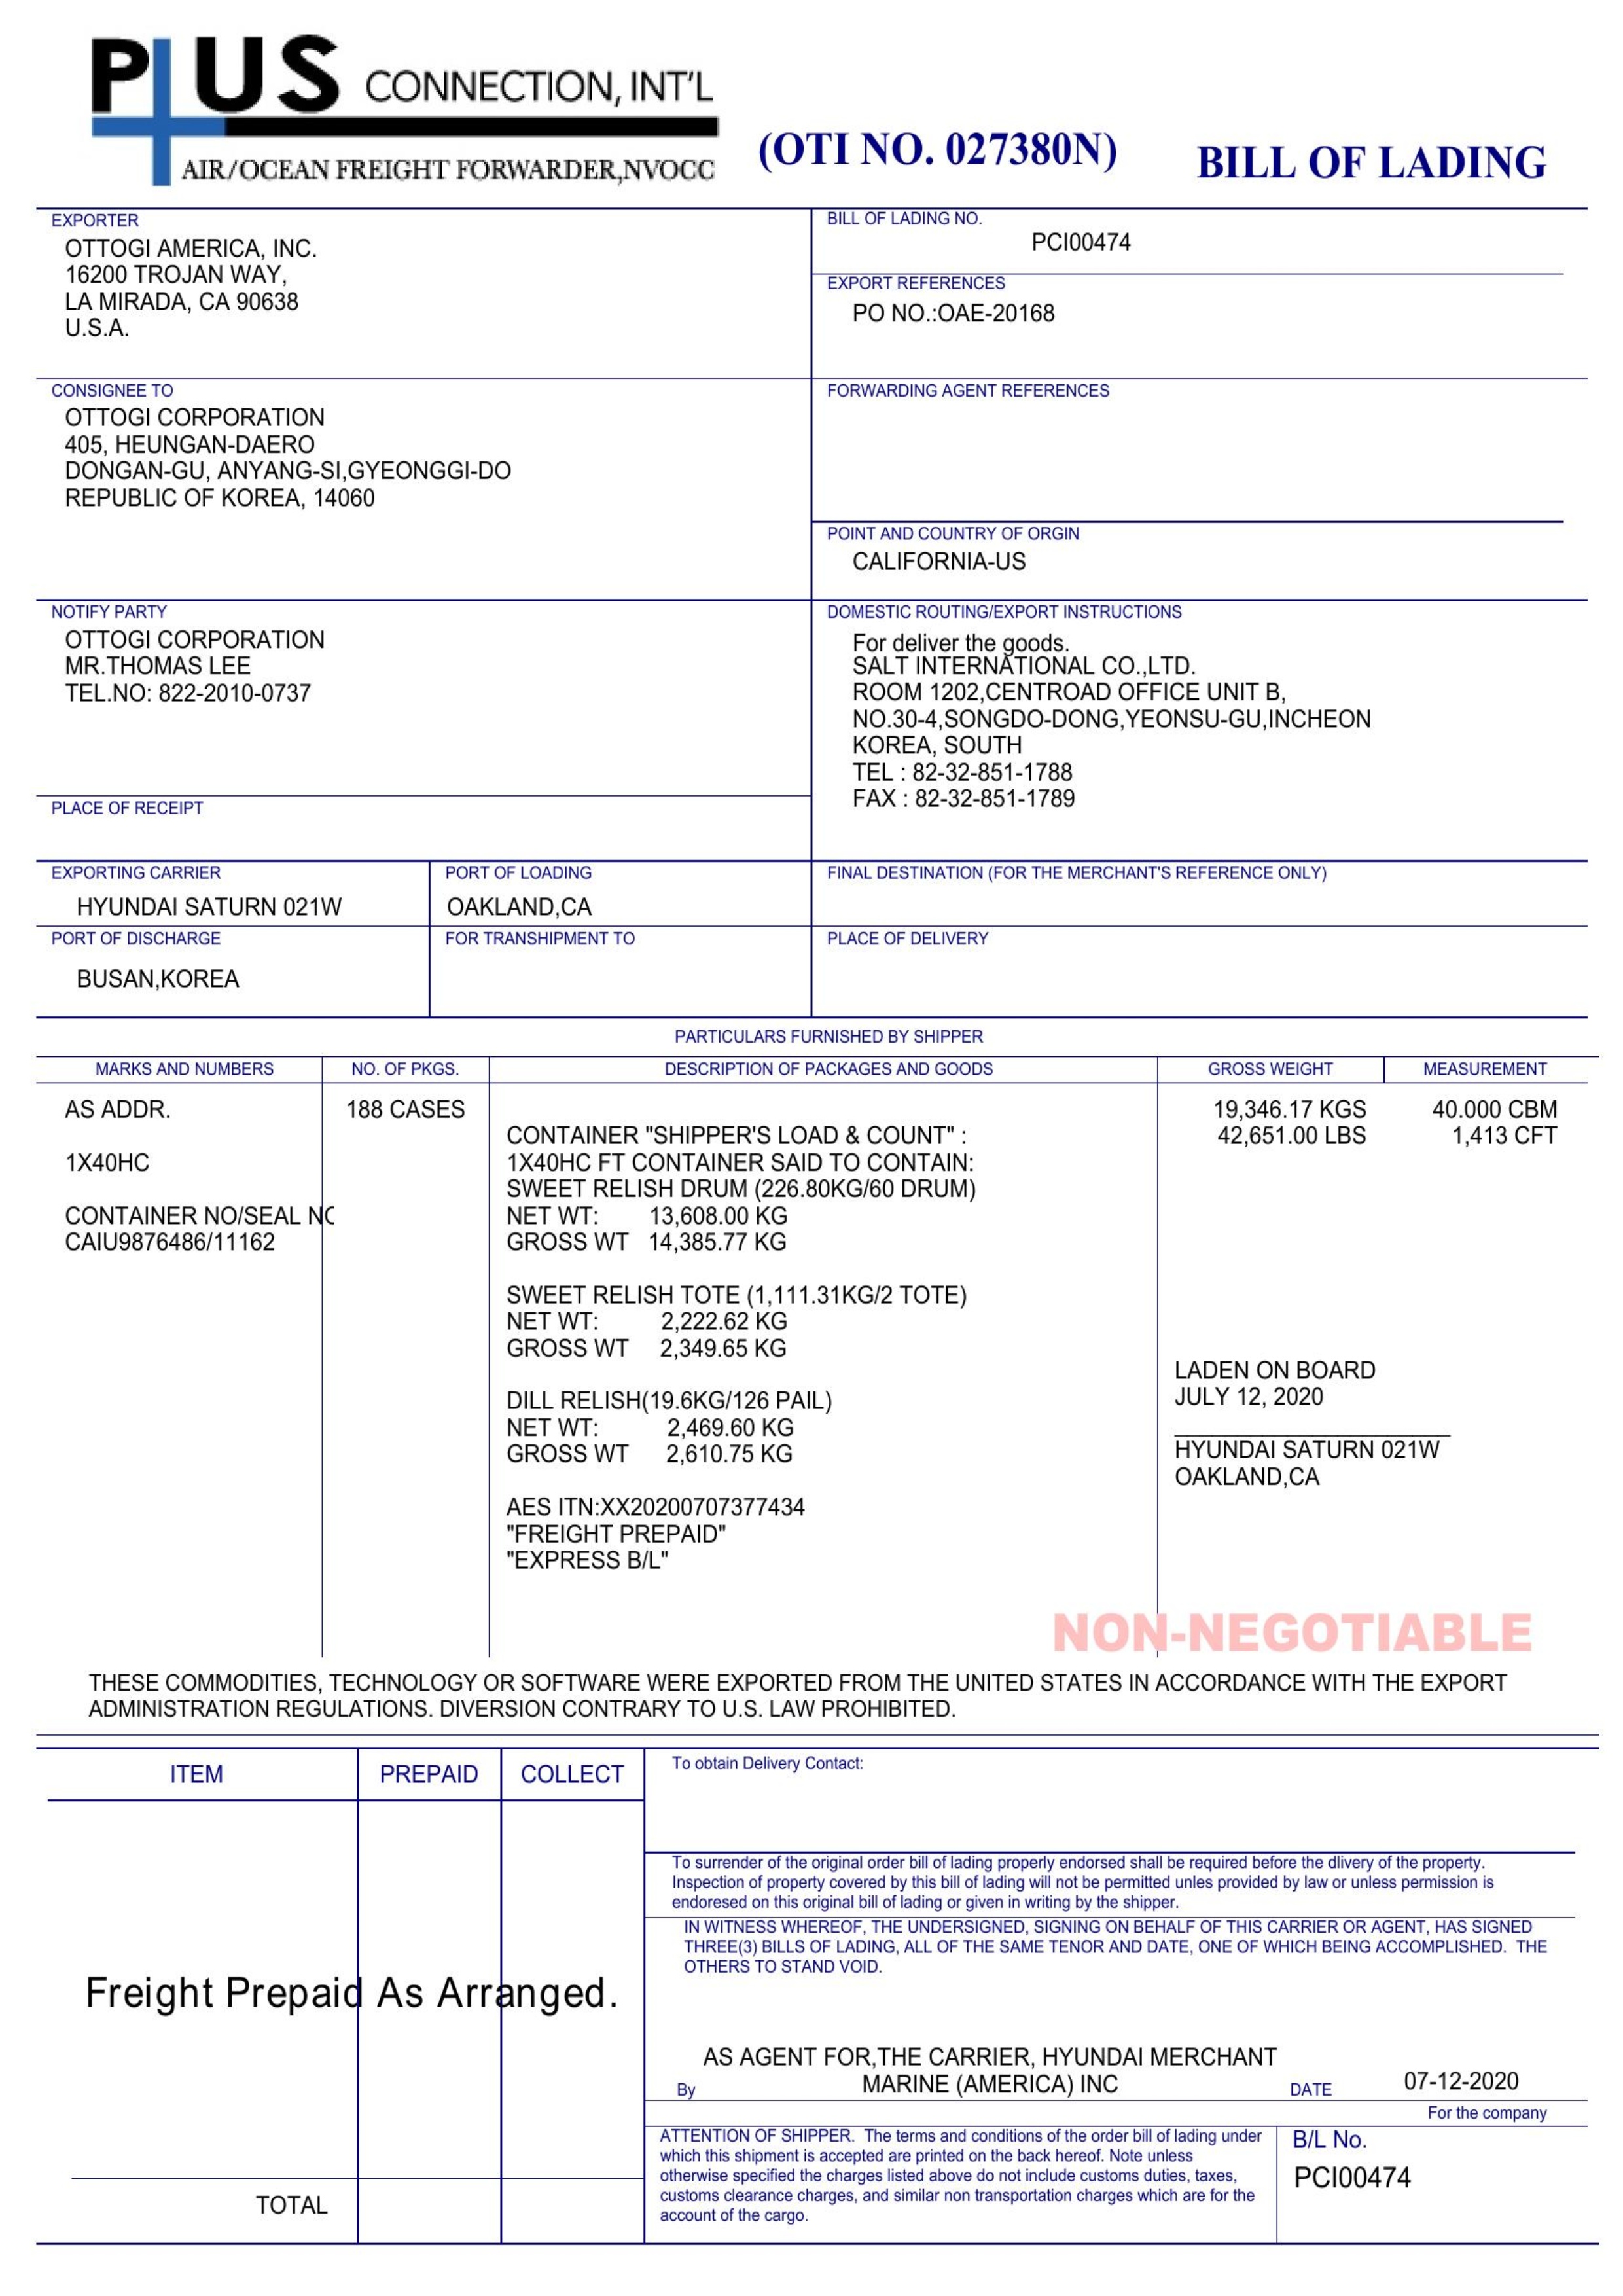 PLUS CONNECTION, INT'L
AIR/OCEAN FREIGHT FORWARDER,NVOCC
(OTI NO. 027380N)
BILL OF LADING
EXPORTER
OTTOGI AMERICA, INC.
16200 TROJAN WAY,
LA MIRADA, CA 90638
U.S.A.
BILL OF LADING NO.
PCI00474
EXPORT REFERENCES
PO NO.:OAE-20168
CONSIGNEE TO
OTTOGI CORPORATION
405, HEUNGAN-DAERO
DONGAN-GU, ANYANG-SI,GYEONGGI-DO
REPUBLIC OF KOREA, 14060
FORWARDING AGENT REFERENCES
POINT AND COUNTRY OF ORGIN
CALIFORNIA-US
NOTIFY PARTY
OTTOGI CORPORATION
MR.THOMAS LEE
TEL.NO: 822-2010-0737
DOMESTIC ROUTING/EXPORT INSTRUCTIONS
For deliver the goods.
SALT INTERNATIONAL CO.,LTD.
ROOM 1202,CENTROAD OFFICE UNIT B,
NO.30-4,SONGDO-DONG,YEONSU-GU,INCHEON
KOREA, SOUTH
TEL : 82-32-851-1788
FAX : 82-32-851-1789
PLACE OF RECEIPT
EXPORTING CARRIER
HYUNDAI SATURN 021W
PORT OF LOADING
OAKLAND,CA
FINAL DESTINATION (FOR THE MERCHANT'S REFERENCE ONLY)
PORT OF DISCHARGE
BUSAN,KOREA
FOR TRANSHIPMENT TO
PLACE OF DELIVERY
PARTICULARS FURNISHED BY SHIPPER
MARKS AND NUMBERS
NO. OF PKGS.
DESCRIPTION OF PACKAGES AND GOODS
GROSS WEIGHT
MEASUREMENT
AS ADDR.
1X40HC
CONTAINER NO/SEAL NO
CAIU9876486/11162
188 CASES
CONTAINER "SHIPPER'S LOAD & COUNT" :
1X40HC FT CONTAINER SAID TO CONTAIN:
SWEET RELISH DRUM (226.80KG/60 DRUM)
NET WT: 13,608.00 KG
GROSS WT 14,385.77 KG
SWEET RELISH TOTE (1,111.31KG/2 TOTE)
NET WT: 2,222.62 KG
GROSS WT 2,349.65 KG
DILL RELISH(19.6KG/126 PAIL)
NET WT: 2,469.60 KG
GROSS WT 2,610.75 KG
AES ITN:XX20200707377434
"FREIGHT PREPAID"
"EXPRESS B/L"
19,346.17 KGS
42,651.00 LBS
40.000 CBM
1,413 CFT
LADEN ON BOARD
JULY 12, 2020
HYUNDAI SATURN 021W
OAKLAND,CA
NON-NEGOTIABLE
THESE COMMODITIES, TECHNOLOGY OR SOFTWARE WERE EXPORTED FROM THE UNITED STATES IN ACCORDANCE WITH THE EXPORT
ADMINISTRATION REGULATIONS. DIVERSION CONTRARY TO U.S. LAW PROHIBITED.
ITEM
PREPAID
COLLECT
Freight Prepaid As Arranged.
TOTAL
To obtain Delivery Contact:
To surrender of the original order bill of lading properly endorsed shall be required before the dlivery of the property.
Inspection of property covered by this bill of lading will not be permitted unles provided by law or unless permission is
endoresed on this original bill of lading or given in writing by the shipper.
IN WITNESS WHEREOF, THE UNDERSIGNED, SIGNING ON BEHALF OF THIS CARRIER OR AGENT, HAS SIGNED
THREE(3) BILLS OF LADING, ALL OF THE SAME TENOR AND DATE, ONE OF WHICH BEING ACCOMPLISHED. THE
OTHERS TO STAND VOID.
AS AGENT FOR,THE CARRIER, HYUNDAI MERCHANT
By MARINE (AMERICA) INC
DATE 07-12-2020
For the company
ATTENTION OF SHIPPER. The terms and conditions of the order bill of lading under
which this shipment is accepted are printed on the back hereof. Note unless
otherwise specified the charges listed above do not include customs duties, taxes,
customs clearance charges, and similar non transportation charges which are for the
account of the cargo.
B/L No.
PCI00474